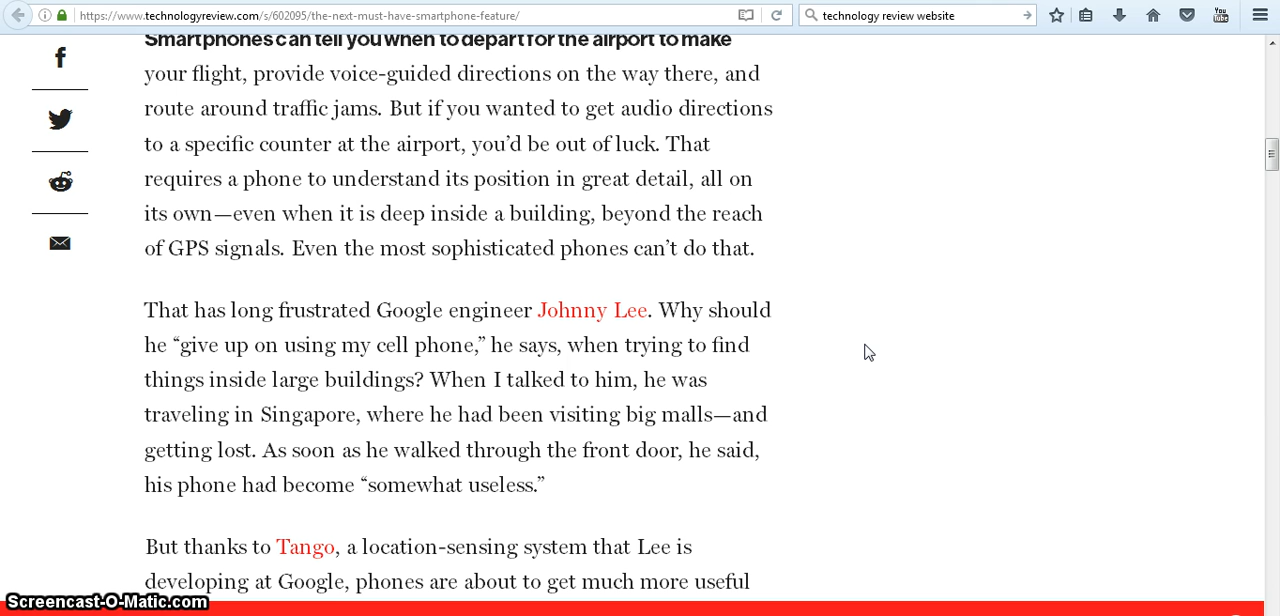 https://www.technologyreview.com/s/602095/the-next-must-have-smartphone-feature/
technology review website
You
Tube
Smartphones can tell you when to depart for the airport to make
your flight, provide voice-guided directions on the way there, and
route around traffic jams. But if you wanted to get audio directions
to a specific counter at the airport, you’d be out of luck. That
requires a phone to understand its position in great detail, all on
its own—even when it is deep inside a building, beyond the reach
of GPS signals. Even the most sophisticated phones can’t do that.
That has long frustrated Google engineer Johnny Lee. Why should
he “give up on using my cell phone,” he says, when trying to find
things inside large buildings? When I talked to him, he was
traveling in Singapore, where he had been visiting big malls—and
getting lost. As soon as he walked through the front door, he said,
his phone had become “somewhat useless.”
But thanks to Tango, a location-sensing system that Lee is
developing at Google, phones are about to get much more useful
Screencast-O-Matic.com